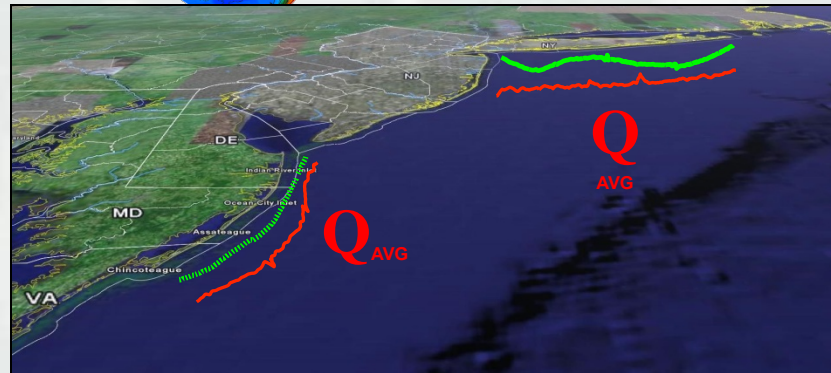 NY
NJ
DE
Indian River Inlet
Ocean City Inlet
MD
Assateague
Chincoteague
VA
Q
AVG
Q
AVG